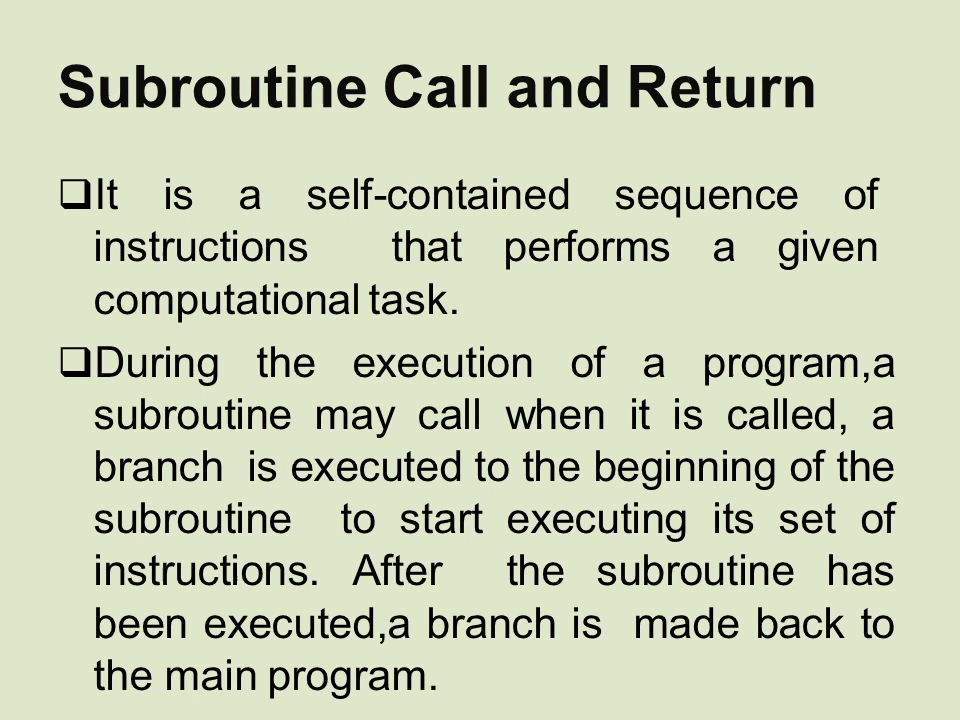 Subroutine Call and Return
❑It is a self-contained sequence of
instructions that performs a given
computational task.
❑During the execution of a program,a
subroutine may call when it is called, a
branch is executed to the beginning of the
subroutine to start executing its set of
instructions. After the subroutine has
been executed,a branch is made back to
the main program.